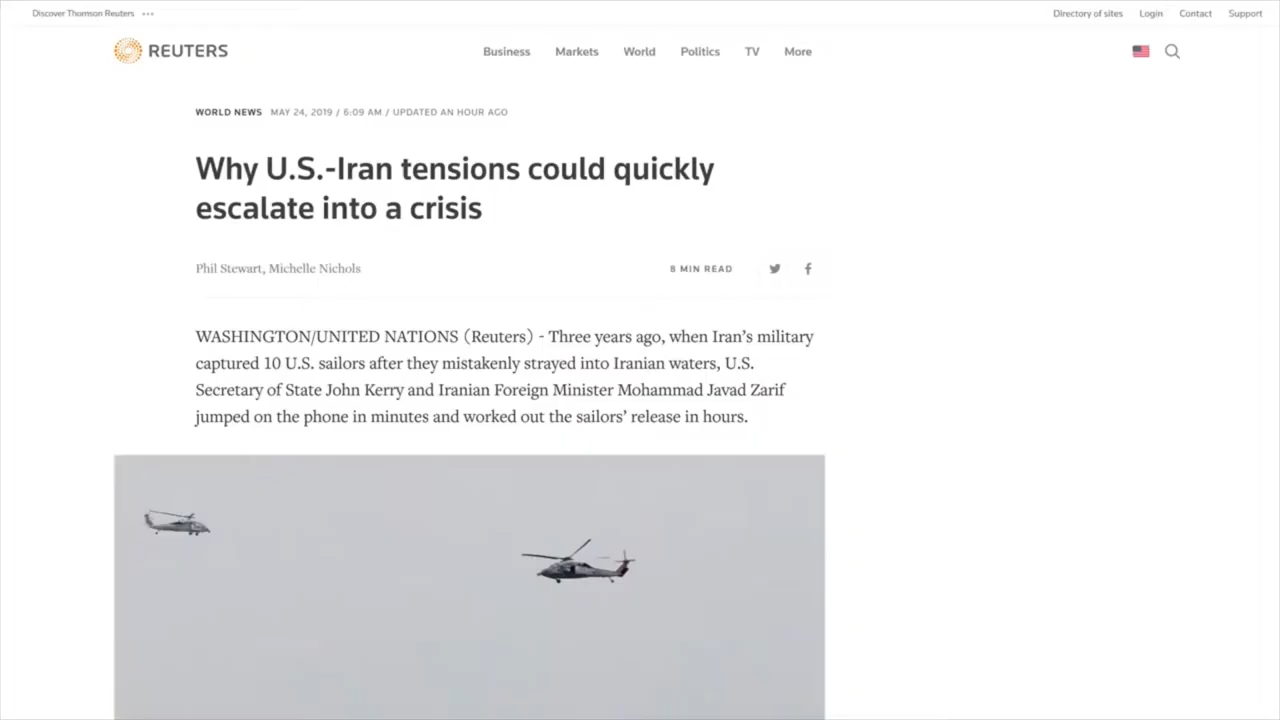 Discover Thomson Reuters
Directory of sites Login Contact Support
REUTERS
Business Markets World Politics TV More
WORLD NEWS MAY 24, 2019 / 6:09 AM / UPDATED AN HOUR AGO
Why U.S.-Iran tensions could quickly
escalate into a crisis
Phil Stewart, Michelle Nichols
8 MIN READ
WASHINGTON/UNITED NATIONS (Reuters) - Three years ago, when Iran’s military
captured 10 U.S. sailors after they mistakenly strayed into Iranian waters, U.S.
Secretary of State John Kerry and Iranian Foreign Minister Mohammad Javad Zarif
jumped on the phone in minutes and worked out the sailors’ release in hours.